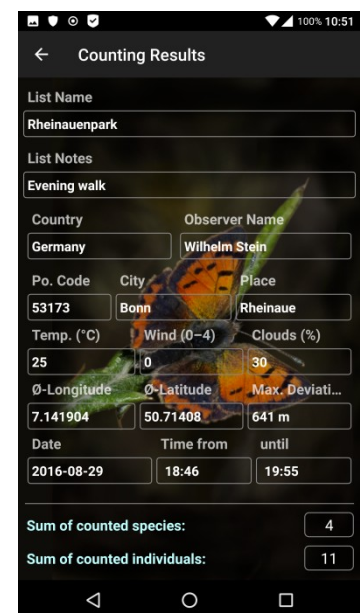 100% 10:51
Counting Results
List Name
Rheinauenpark
List Notes
Evening walk
Country Observer Name
Germany Wilhelm Stein
Po. Code City Place
53173 Bonn Rheinaue
Temp. (°C) Wind (0–4) Clouds (%)
25 0 30
Ø-Longitude Ø-Latitude Max. Deviati...
7.141904 50.71408 641 m
Date Time from until
2016-08-29 18:46 19:55
Sum of counted species: 4
Sum of counted individuals: 11